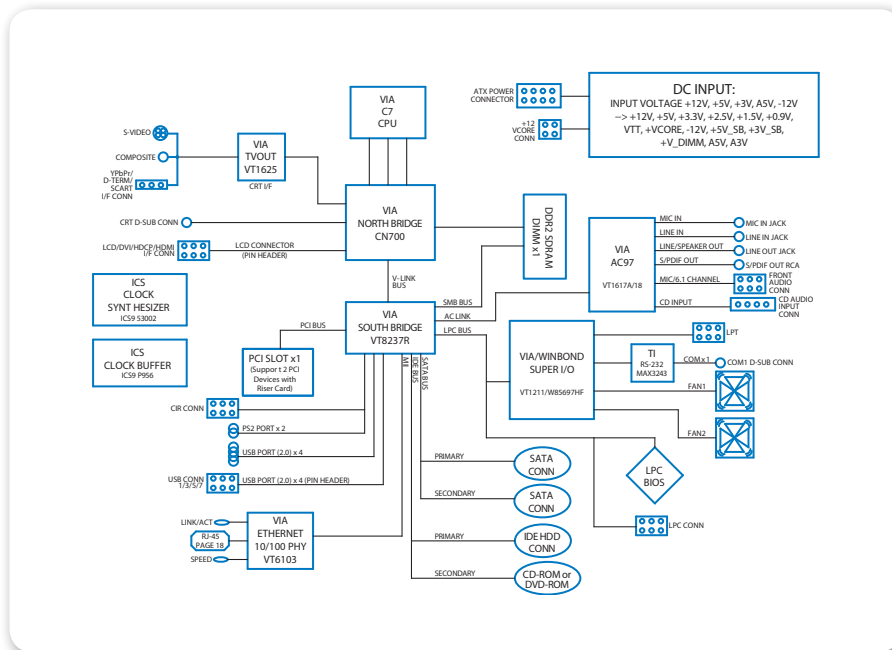 ATX POWER
CONNECTOR
+12
VCORE
CONN
DC INPUT:
INPUT VOLTAGE +12V, +5V, +3V, A5V, -12V
--> +12V, +5V, +3.3V, +2.5V, +1.5V, +0.9V,
VTT, +VCORE, -12V, +5V_SB, +3V_SB,
+V_DIMM, A5V, A3V
VIA
C7
CPU
S-VIDEO
COMPOSITE
YPbPr/
D-TERM/
SCART
I/F CONN
VIA
TVOUT
VT1625
CRT I/F
CRT D-SUB CONN
LCD/DVI/HDCP/HDMI
I/F CONN
LCD CONNECTOR
(PIN HEADER)
VIA
NORTH BRIDGE
CN700
DDR2 SDRAM
DIMM x1
VIA
AC97
VT1617A/18
MIC IN
MIC IN JACK
LINE IN
LINE IN JACK
LINE/SPEAKER OUT
LINE OUT JACK
S/PDIF OUT
S/PDIF OUT RCA
MIC/6.1 CHANNEL
FRONT
AUDIO
CONN
CD INPUT
CD AUDIO
INPUT
CONN
ICS
CLOCK
SYNT HESIZER
ICS9 53002
ICS
CLOCK BUFFER
ICS9 P956
V-LINK
BUS
VIA
SOUTH BRIDGE
VT8237R
SMB BUS
AC LINK
LPC BUS
PCI BUS
MII
IDE BUS
SATA BUS
PCI SLOT x1
(Suppor t 2 PCI
Devices with
Riser Card)
VIA/WINBOND
SUPER I/O
VT1211/W85697HF
LPT
TI
RS-232
MAX3243
COM x 1
COM1 D-SUB CONN
FAN1
FAN2
CIR CONN
PS2 PORT x 2
USB PORT (2.0) x 4
USB CONN
1/3/5/7
USB PORT (2.0) x 4 (PIN HEADER)
LPC
BIOS
LPC CONN
PRIMARY
SATA
CONN
SECONDARY
SATA
CONN
PRIMARY
IDE HDD
CONN
SECONDARY
CD-ROM or
DVD-ROM
LINK/ACT
RJ-45
PAGE 18
SPEED
VIA
ETHERNET
10/100 PHY
VT6103